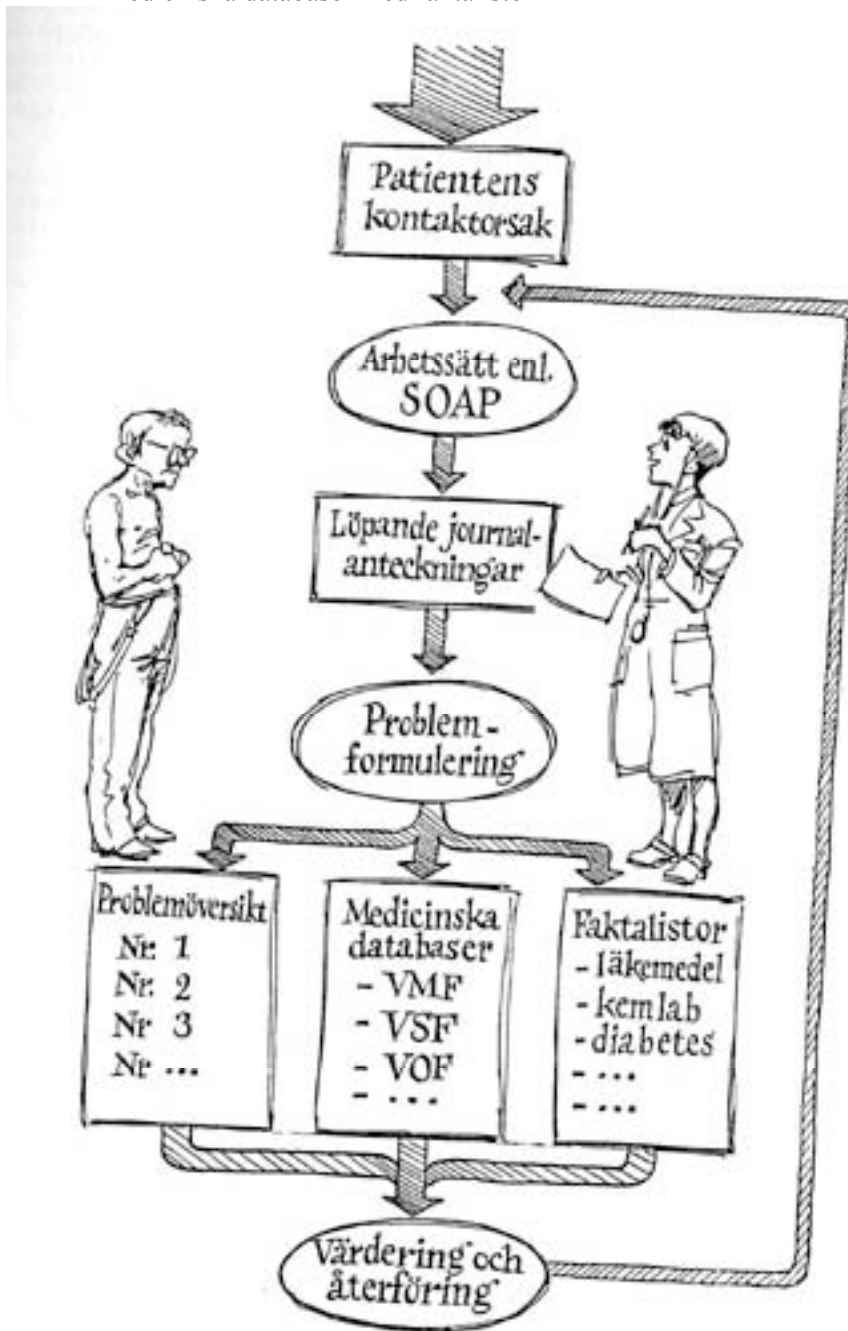 Patientens
kontaktorsak
Arbetssätt enl.
SOAP
Löpande journal-
anteckningar
Problem-
formulering
Problemöversikt
Nr. 1
Nr. 2
Nr 3
Nr ...
Medicinska
databaser
- VMF
- VSF
- VOF
- ...
Faktalistor
- läkemedel
- kemlab
- diabetes
- ...
- ...
Värdering och
återföring